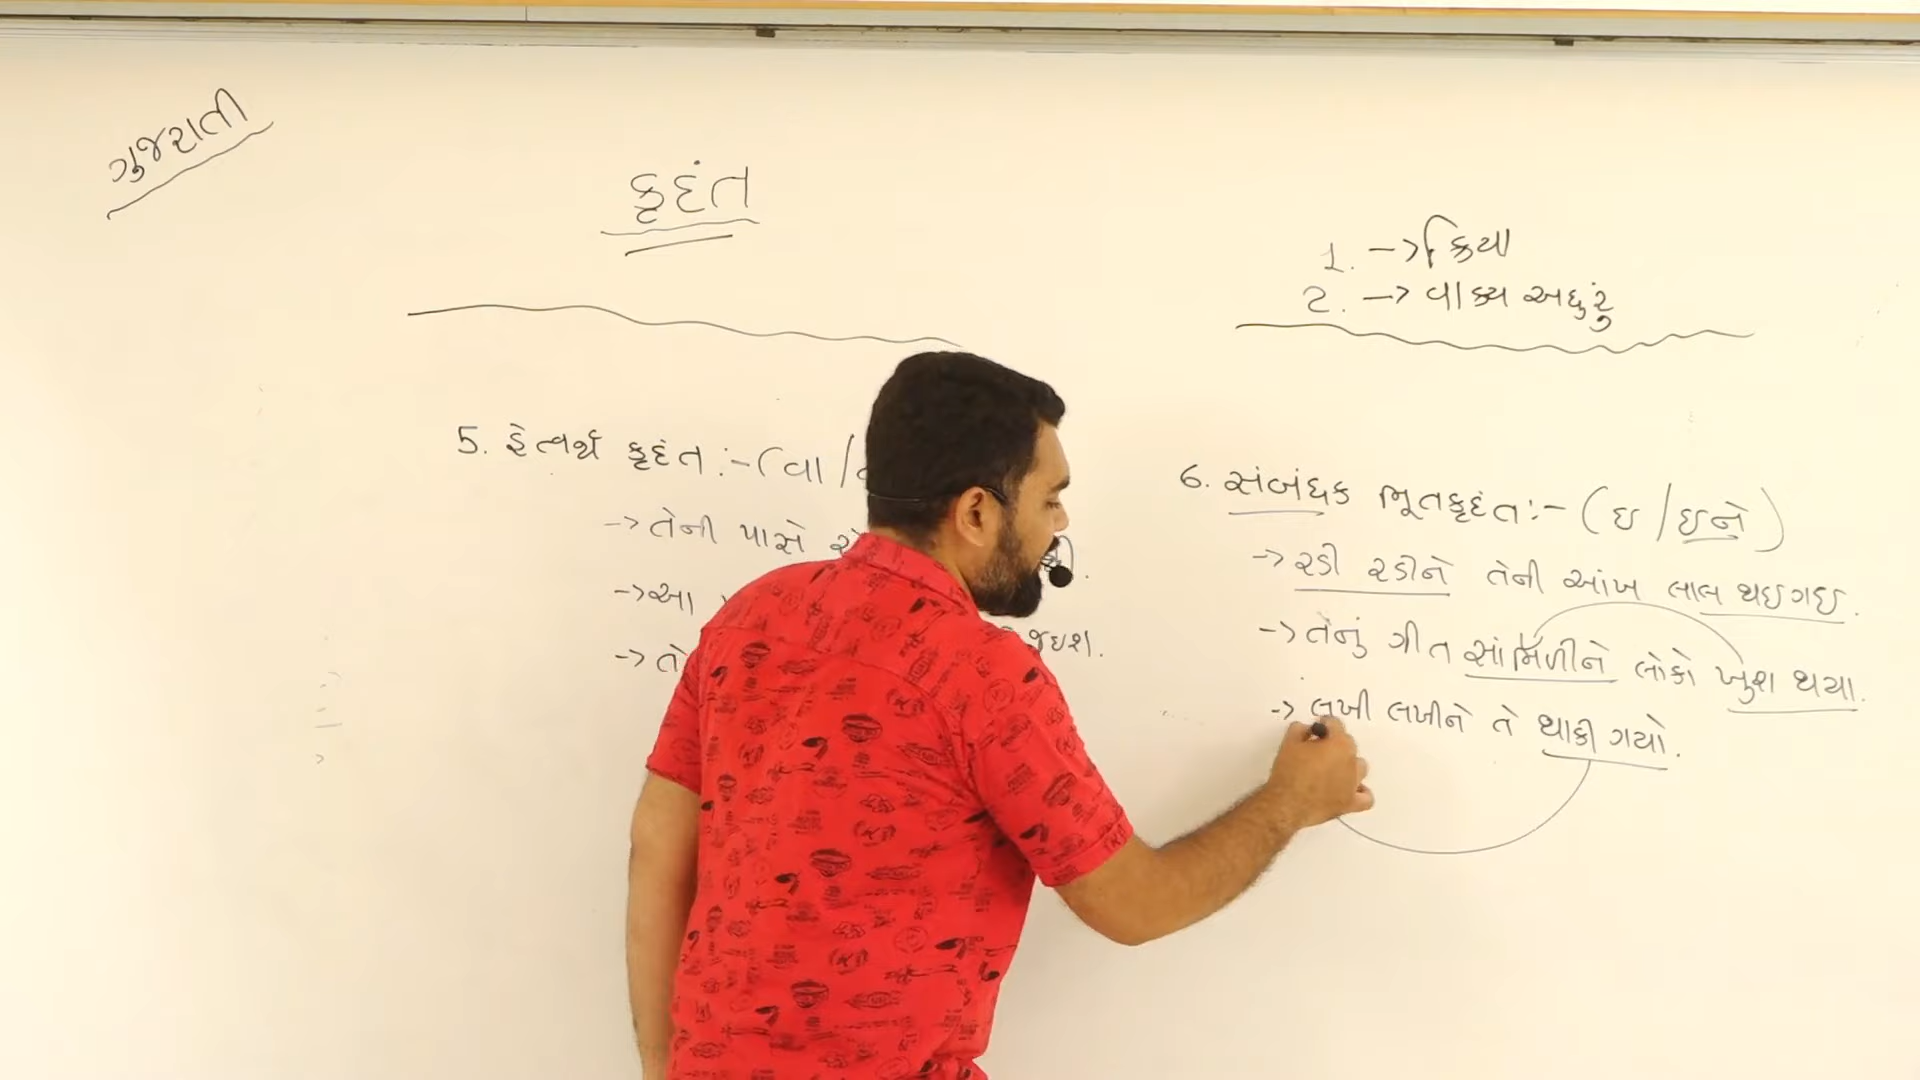 ગુજરાતી
કૃદંત
1. -> ક્રિયા
2. -> વાક્ય અધુરું
5. હેત્વર્થ કૃદંત :- (વા /
-> તેની પાસે
-> આ
જઇશ.
-> તે
6. સંબંધક ભૂતકૃદંત :- (ઇ / ઇને)
-> રડી રડીને તેની આંખ લાલ થઇ ગઇ.
-> તેનું ગીત સાંભળીને લોકો ખુશ થયા.
-> લખી લખીને તે થાકી ગયો.